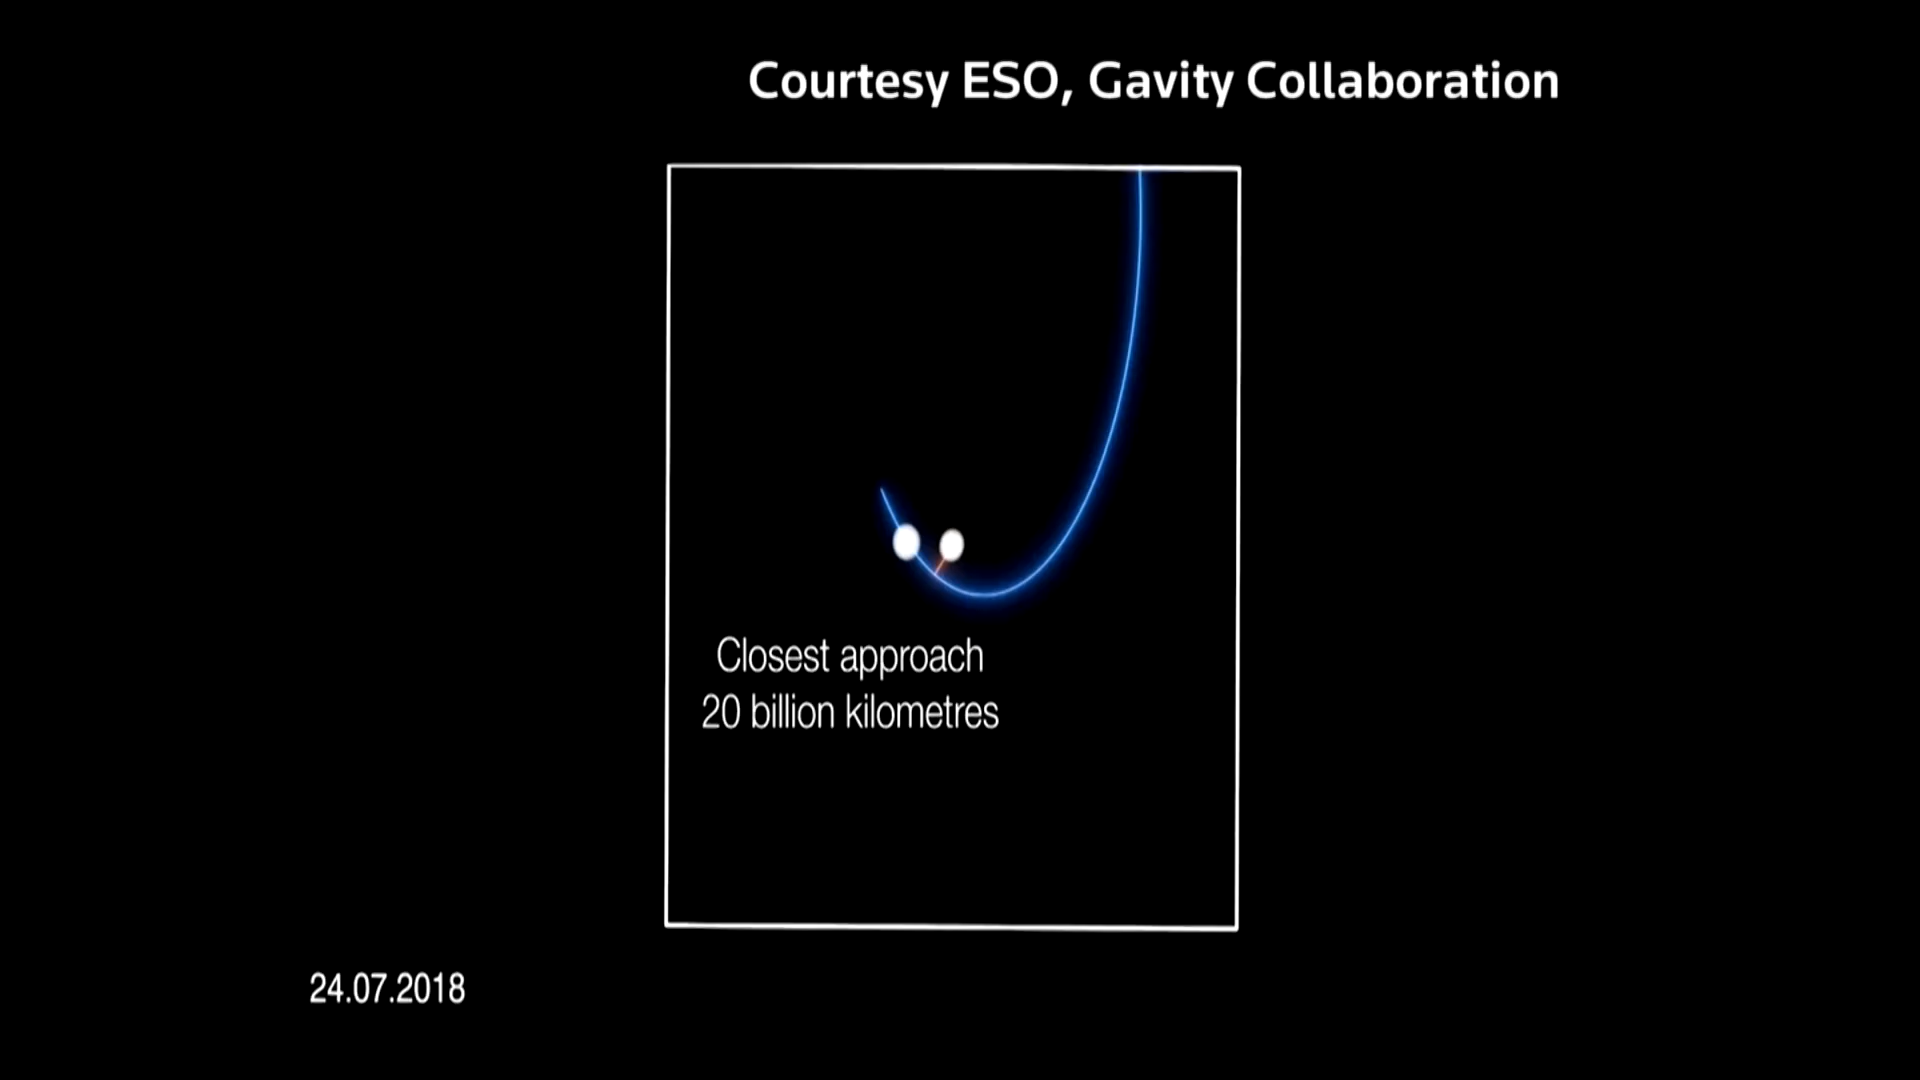 Courtesy ESO, Gavity Collaboration
Closest approach
20 billion kilometres
24.07.2018